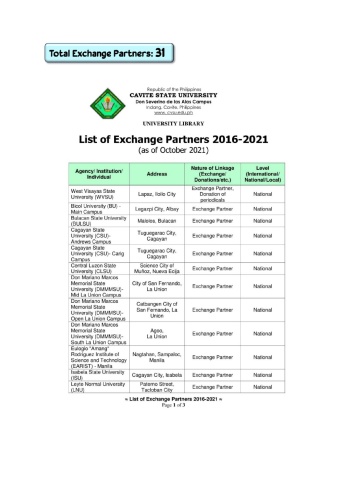 Total Exchange Partners: 31
Republic of the Philippines
CAVITE STATE UNIVERSITY
Don Severino de las Alas Campus
Indang, Cavite, Philippines
www.cvsu.edu.ph
UNIVERSITY LIBRARY
List of Exchange Partners 2016-2021
(as of October 2021)
Agency/ Institution/ Individual
Address
Nature of Linkage (Exchange/ Donations/etc.)
Level (International/ National/Local)
West Visayas State University (WVSU)
Lapaz, Iloilo City
Exchange Partner, Donation of periodicals
National
Bicol University (BU) - Main Campus
Legazpi City, Albay
Exchange Partner
National
Bulacan State University (BULSU)
Malolos, Bulacan
Exchange Partner
National
Cagayan State University (CSU)- Andrews Campus
Tuguegarao City, Cagayan
Exchange Partner
National
Cagayan State University (CSU)- Carig Campus
Tuguegarao City, Cagayan
Exchange Partner
National
Central Luzon State University (CLSU)
Science City of Muñoz, Nueva Ecija
Exchange Partner
National
Don Mariano Marcos Memorial State University (DMMMSU)- Mid La Union Campus
City of San Fernando, La Union
Exchange Partner
National
Don Mariano Marcos Memorial State University (DMMMSU)- Open La Union Campus
Catbangen City of San Fernando, La Union
Exchange Partner
National
Don Mariano Marcos Memorial State University (DMMMSU)- South La Union Campus
Agoo, La Union
Exchange Partner
National
Eulogio "Amang" Rodriguez Institute of Science and Technology (EARIST) - Manila
Nagtahan, Sampaloc, Manila
Exchange Partner
National
Isabela State University (ISU)
Cagayan City, Isabela
Exchange Partner
National
Leyte Normal University (LNU)
Paterno Street, Tacloban City
Exchange Partner
National
= List of Exchange Partners 2016-2021 =
Page 1 of 3